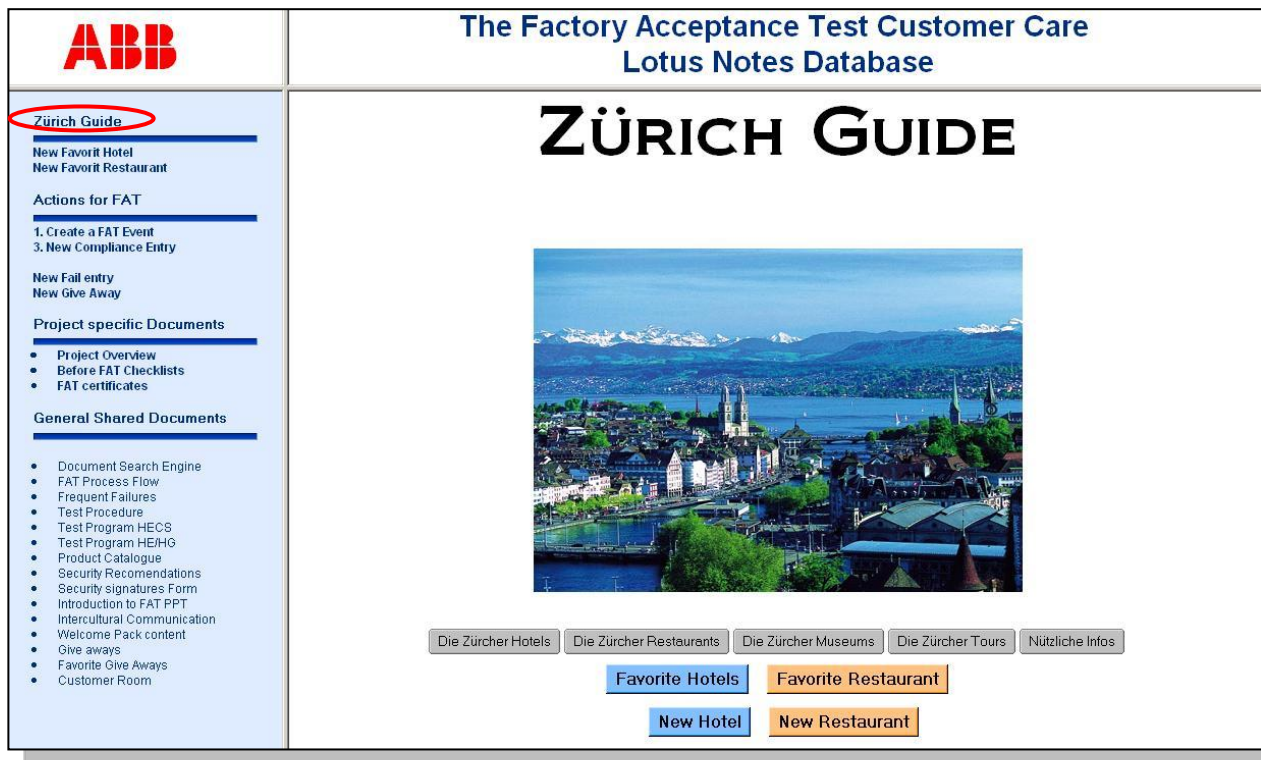 ABB
The Factory Acceptance Test Customer Care
Lotus Notes Database
Zürich Guide
New Favorit Hotel
New Favorit Restaurant
Actions for FAT
1. Create a FAT Event
3. New Compliance Entry
New Fail entry
New Give Away
Project specific Documents
• Project Overview
• Before FAT Checklists
• FAT certificates
General Shared Documents
• Document Search Engine
• FAT Process Flow
• Frequent Failures
• Test Procedure
• Test Program HECS
• Test Program HE/HG
• Product Catalogue
• Security Recomendations
• Security signatures Form
• Introduction to FAT PPT
• Intercultural Communication
• Welcome Pack content
• Give aways
• Favorite Give Aways
• Customer Room
ZÜRICH GUIDE
Die Zürcher Hotels Die Zürcher Restaurants Die Zürcher Museums Die Zürcher Tours Nützliche Infos
Favorite Hotels Favorite Restaurant
New Hotel New Restaurant